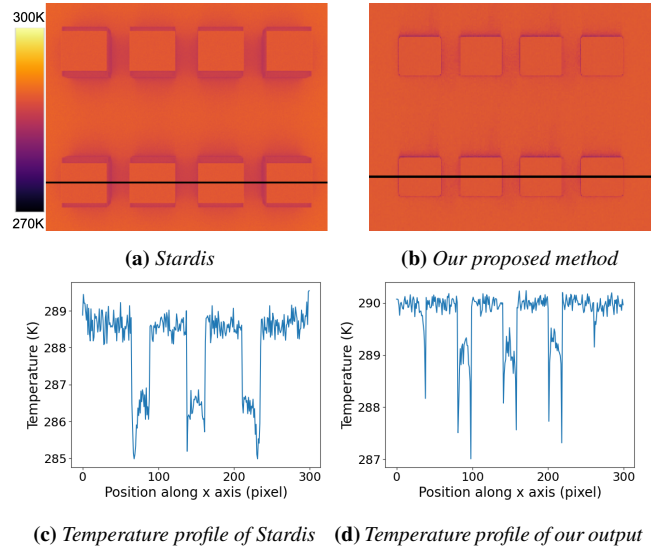 300K
270K
(a) Stardis
(b) Our proposed method
Temperature (K)
289
288
287
286
285
0
100
200
300
Position along x axis (pixel)
Temperature (K)
290
289
288
287
0
100
200
300
Position along x axis (pixel)
(c) Temperature profile of Stardis
(d) Temperature profile of our output